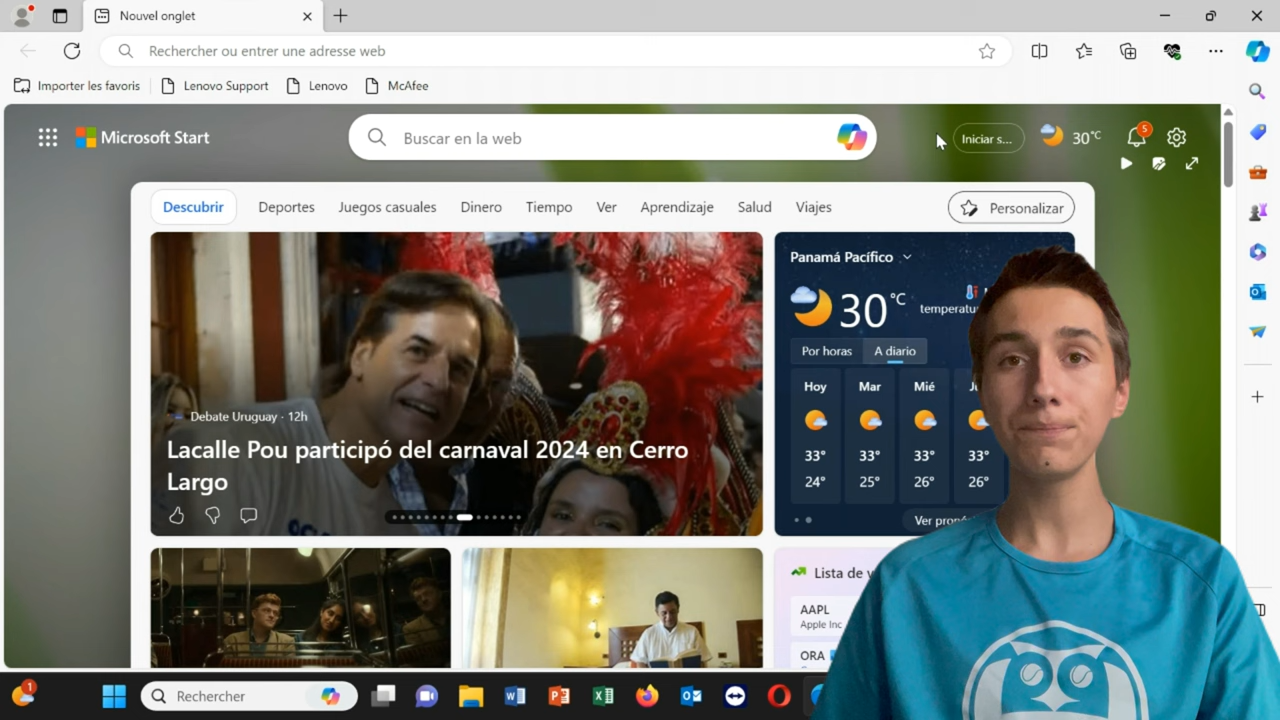 Nouvel onglet
Rechercher ou entrer une adresse web
Importer les favoris
Lenovo Support
Lenovo
McAfee
Microsoft Start
Buscar en la web
Iniciar s...
30°C
5
Descubrir
Deportes
Juegos casuales
Dinero
Tiempo
Ver
Aprendizaje
Salud
Viajes
Personalizar
Debate Uruguay · 12h
Lacalle Pou participó del carnaval 2024 en Cerro
Largo
Panamá Pacífico
30°C
Por horas
A diario
Hoy
Mar
Mié
33°
33°
33°
33°
24°
25°
26°
26°
Ver
Lista de
AAPL
Apple Inc
ORA
1
Rechercher